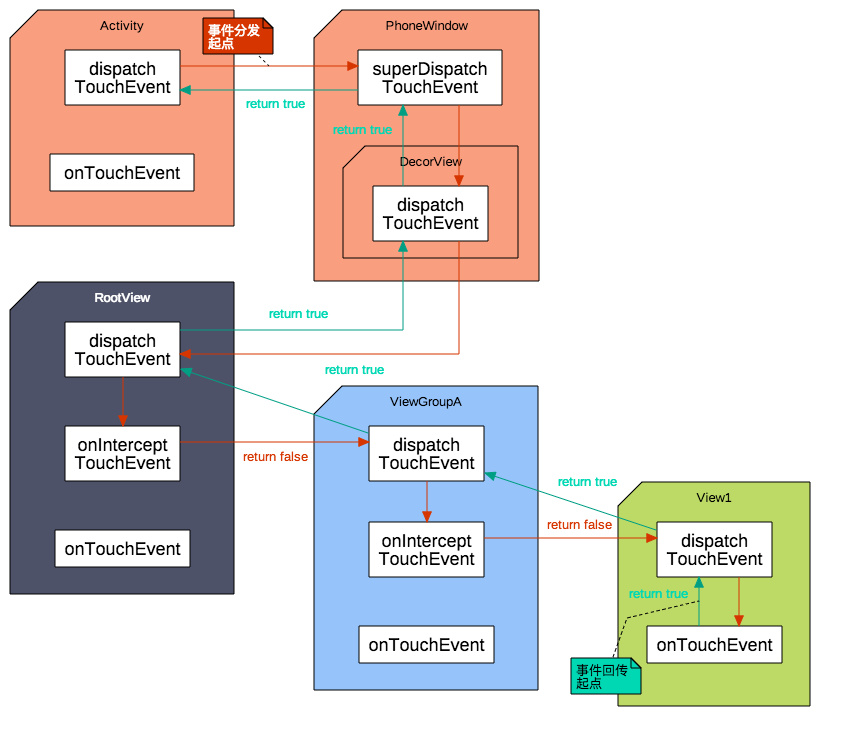 Activity
dispatch
TouchEvent
onTouchEvent
事件分发
起点
return true
PhoneWindow
superDispatch
TouchEvent
return true
DecorView
dispatch
TouchEvent
return true
RootView
dispatch
TouchEvent
onIntercept
TouchEvent
onTouchEvent
return true
return false
ViewGroupA
dispatch
TouchEvent
onIntercept
TouchEvent
onTouchEvent
return true
return false
View1
dispatch
TouchEvent
return true
onTouchEvent
事件回传
起点